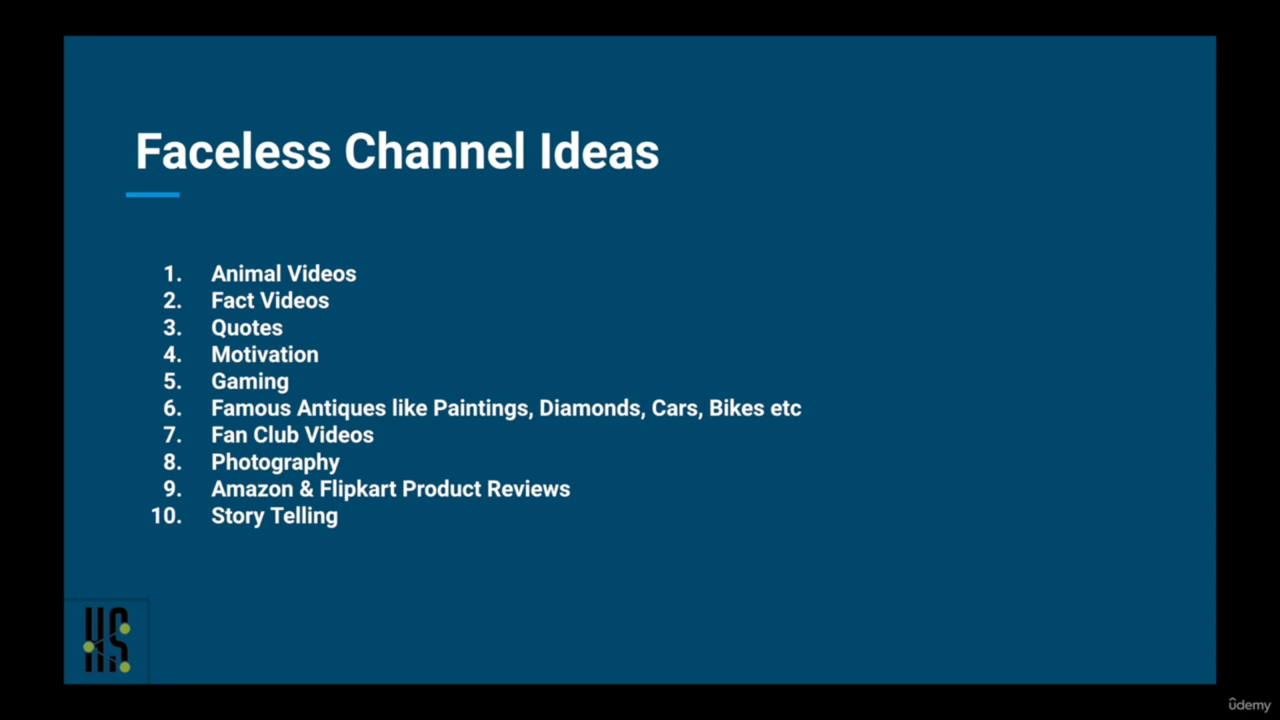 Faceless Channel Ideas
1. Animal Videos
2. Fact Videos
3. Quotes
4. Motivation
5. Gaming
6. Famous Antiques like Paintings, Diamonds, Cars, Bikes etc
7. Fan Club Videos
8. Photography
9. Amazon & Flipkart Product Reviews
10. Story Telling
HS
ûdemy